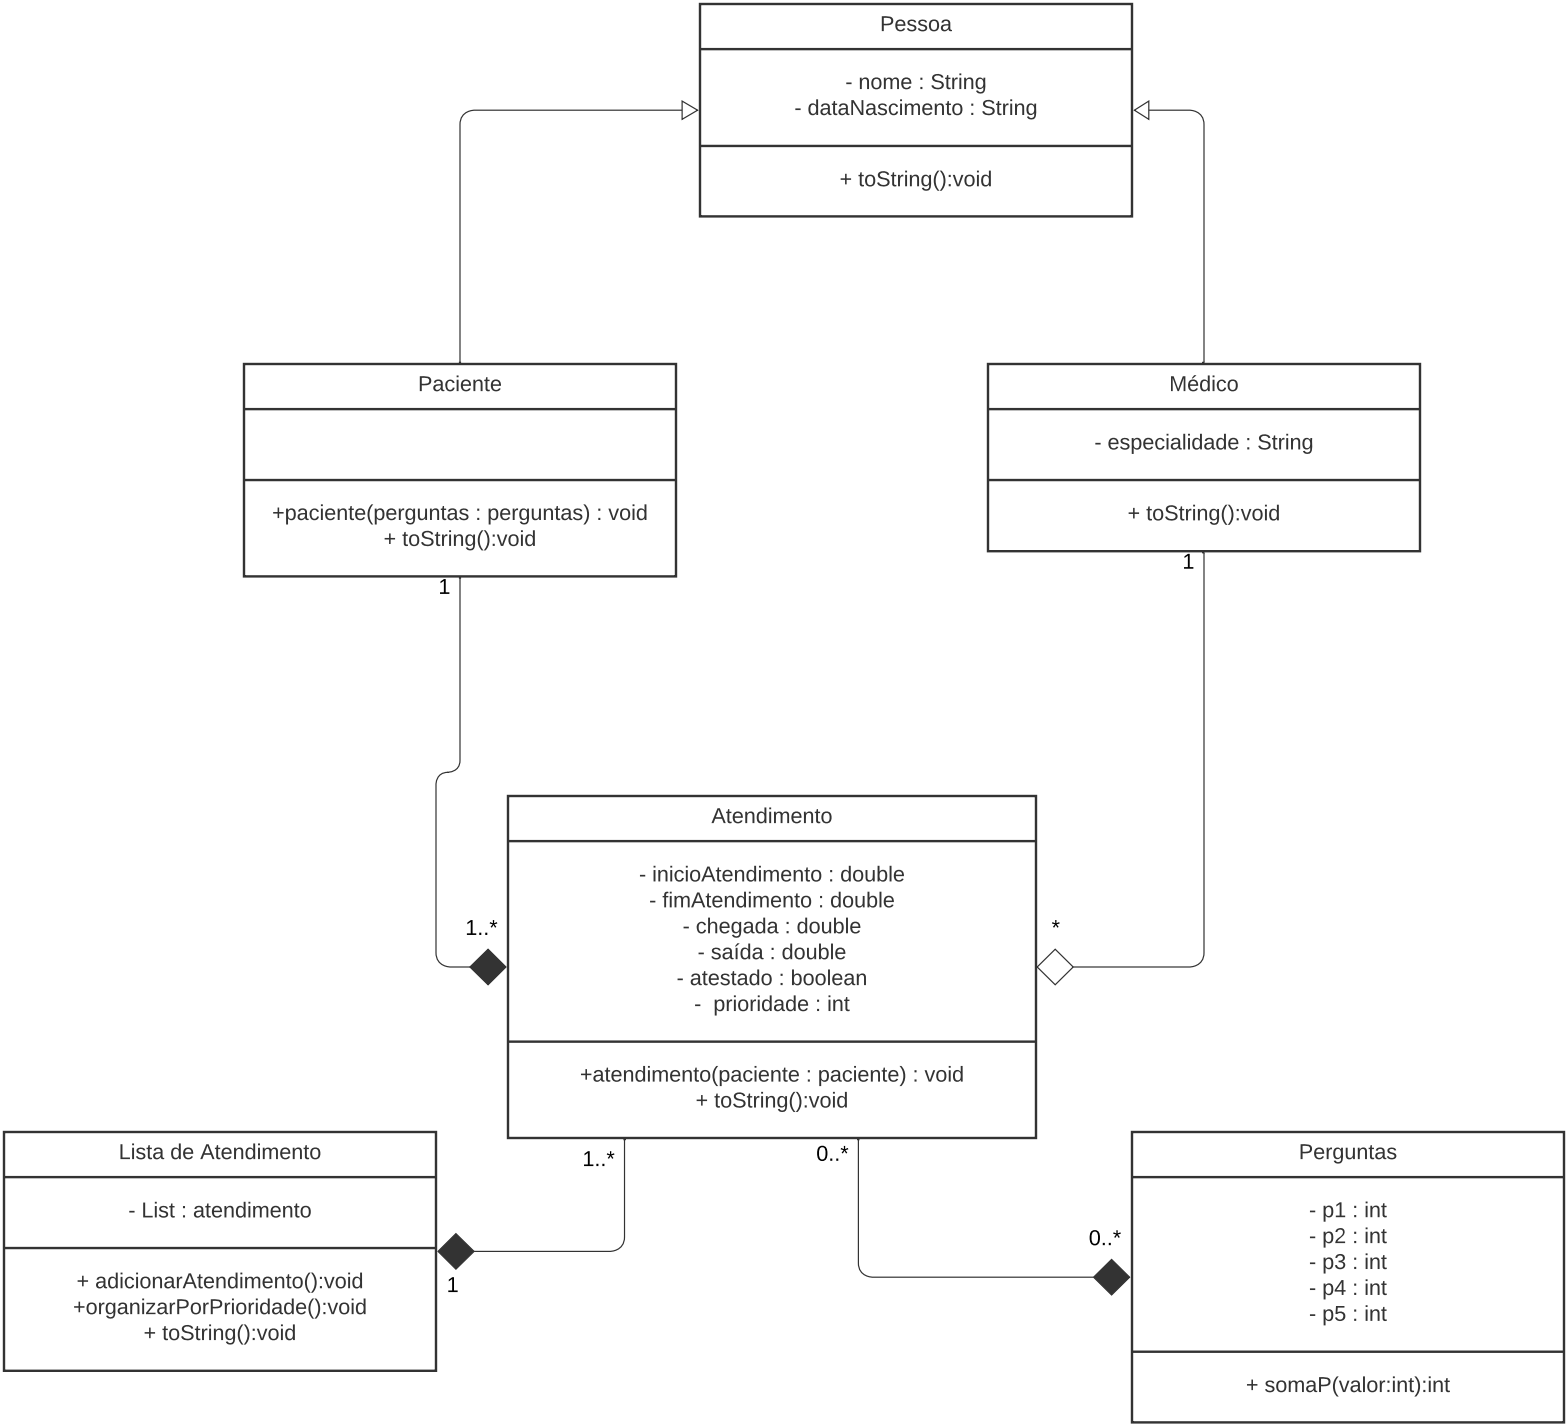 Pessoa
- nome : String
- dataNascimento : String
+ toString():void
Paciente
+paciente(perguntas : perguntas) : void
+ toString():void
1
Médico
- especialidade : String
+ toString():void
1
Atendimento
- inicioAtendimento : double
- fimAtendimento : double
- chegada : double
- saída : double
- atestado : boolean
-  prioridade : int
+atendimento(paciente : paciente) : void
+ toString():void
1..*
*
1..*
0..*
Lista de Atendimento
- List : atendimento
+ adicionarAtendimento():void
+organizarPorPrioridade():void
+ toString():void
1
0..*
Perguntas
- p1 : int
- p2 : int
- p3 : int
- p4 : int
- p5 : int
+ somaP(valor:int):int